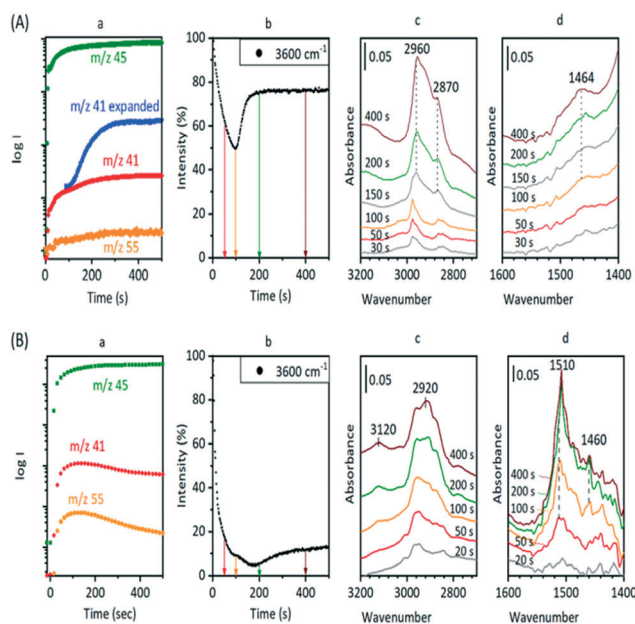 (A)
a
b
c
d
log I
m/z 45
m/z 41 expanded
m/z 41
m/z 55
0
200
400
Time (s)
Intensity (%)
100
80
60
40
20
0
3600 cm⁻¹
0
200
400
Time (s)
Absorbance
0.05
2960
2870
400 s
200 s
150 s
100 s
50 s
30 s
3200
3000
2800
Wavenumber
Absorbance
0.05
1464
400 s
200 s
150 s
100 s
50 s
30 s
1600
1500
1400
Wavenumber
(B)
a
b
c
d
log I
m/z 45
m/z 41
m/z 55
0
200
400
Time (sec)
Intensity (%)
100
80
60
40
20
0
3600 cm⁻¹
0
200
400
Time (s)
Absorbance
0.05
2920
3120
400 s
200 s
100 s
50 s
20 s
3200
3000
2800
Wavenumber
Absorbance
0.05
1510
1460
400 s
200 s
100 s
50 s
20 s
1600
1500
1400
Wavenumber